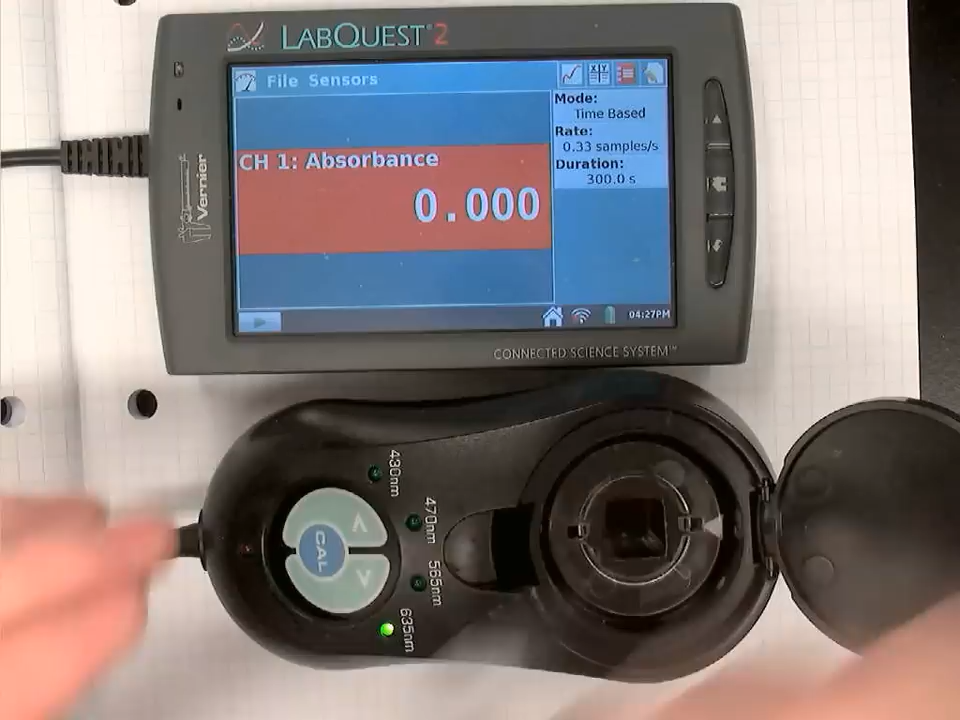 LABQUEST®2
File Sensors
Mode:
Time Based
Rate:
0.33 samples/s
Duration:
300.0 s
CH 1: Absorbance
0.000
04:27PM
Vernier
CONNECTED SCIENCE SYSTEM™
430nm
470nm
565nm
635nm
CAL